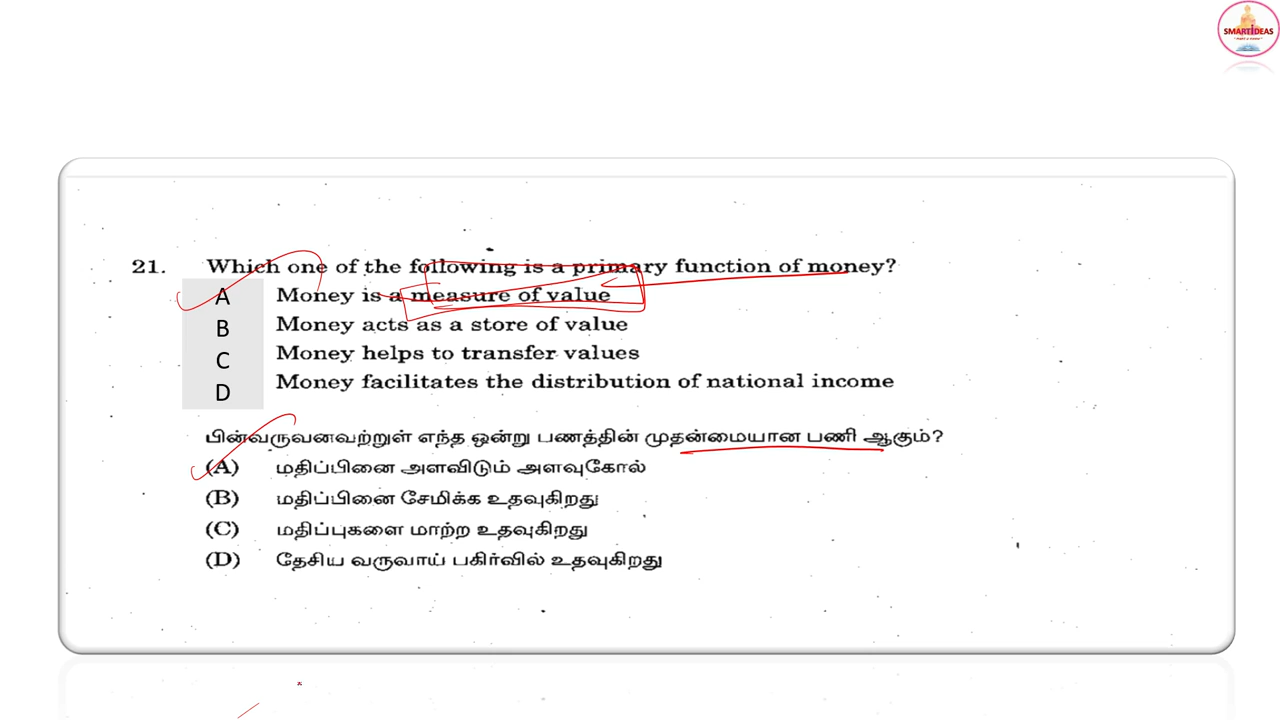 SMARTIDEAS
21. Which one of the following is a primary function of money?
A Money is a measure of value
B Money acts as a store of value
C Money helps to transfer values
D Money facilitates the distribution of national income
பின்வருவனவற்றுள் எந்த ஒன்று பணத்தின் முதன்மையான பணி ஆகும்?
(A) மதிப்பினை அளவிடும் அளவுகோல்
(B) மதிப்பினை சேமிக்க உதவுகிறது
(C) மதிப்புகளை மாற்ற உதவுகிறது
(D) தேசிய வருவாய் பகிர்வில் உதவுகிறது